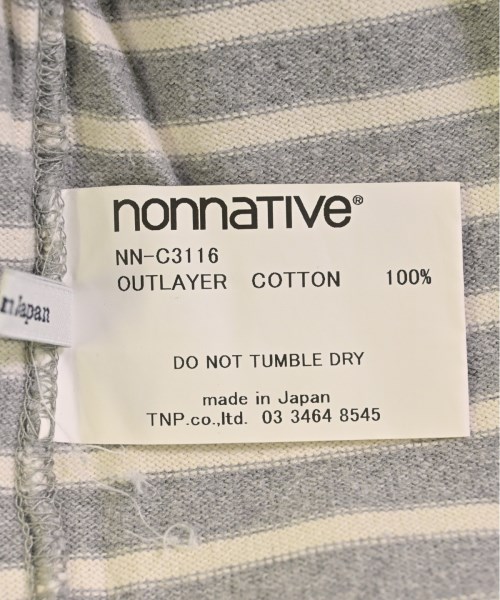 nonnative®
NN-C3116
OUTLAYER COTTON 100%
DO NOT TUMBLE DRY
made in Japan
TNP.co.,ltd. 03 3464 8545
Japan